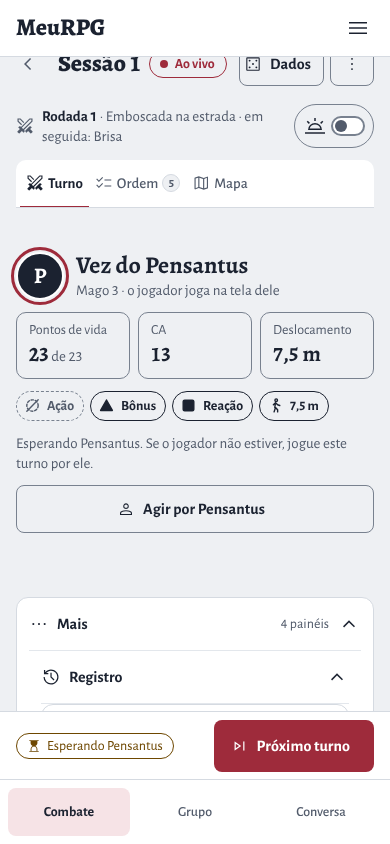 MeuRPG
Sessão 1
Ao vivo
Dados
Rodada 1 · Emboscada na estrada · em
seguida: Brisa
Turno
Ordem 5
Mapa
P
Vez do Pensantus
Mago 3 · o jogador joga na tela dele
Pontos de vida
23 de 23
CA
13
Deslocamento
7,5 m
Ação
Bônus
Reação
7,5 m
Esperando Pensantus. Se o jogador não estiver, jogue este
turno por ele.
Agir por Pensantus
Mais
4 painéis
Registro
Esperando Pensantus
Próximo turno
Combate
Grupo
Conversa